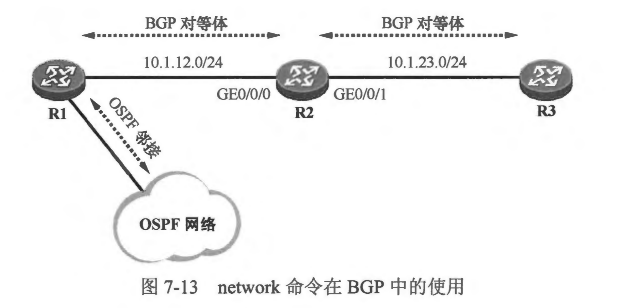 BGP 对等体
BGP 对等体
10.1.12.0/24
10.1.23.0/24
GE0/0/0
GE0/0/1
R1
R2
R3
OSPF 邻接
OSPF 网络
图 7-13 network 命令在 BGP 中的使用